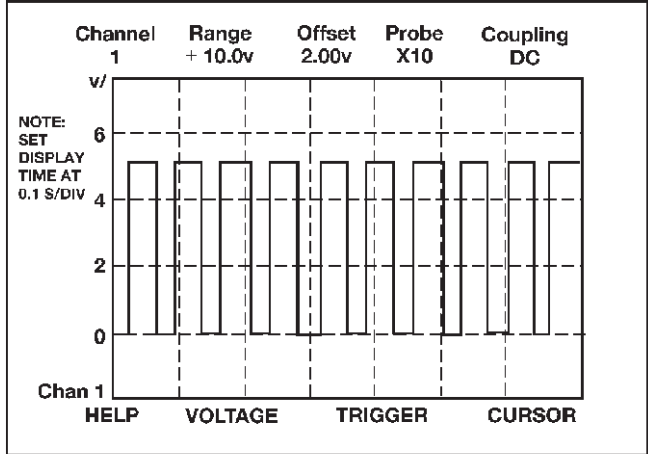 Channel Range Offset Probe Coupling
1 + 10.0v 2.00v X10 DC
v/
NOTE:
SET
DISPLAY
TIME AT
0.1 S/DIV
6
4
2
0
Chan 1
HELP VOLTAGE TRIGGER CURSOR